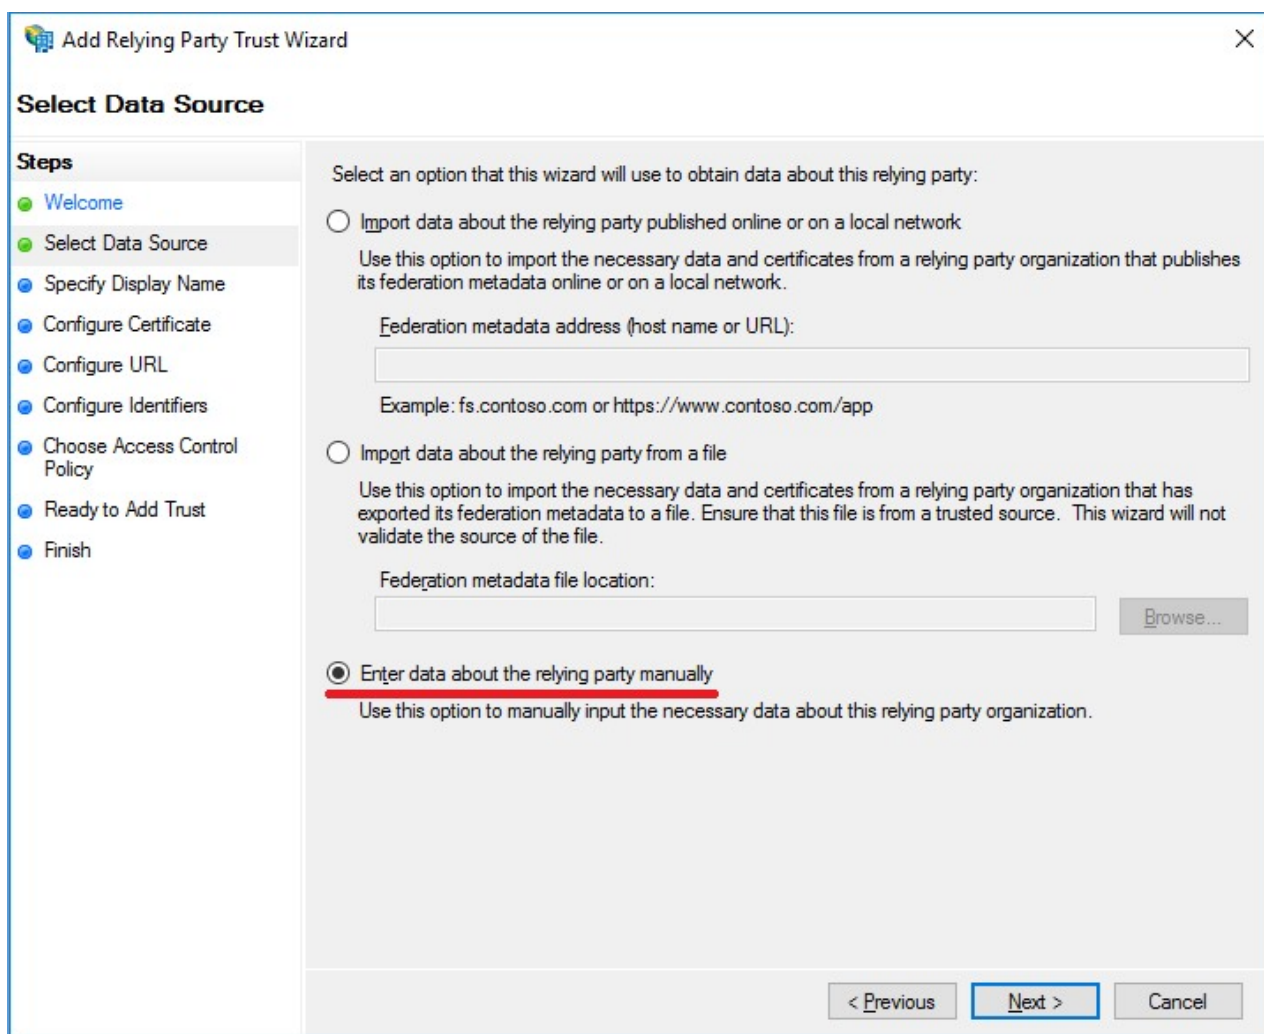 Add Relying Party Trust Wizard
Select Data Source
Steps
Welcome
Select Data Source
Specify Display Name
Configure Certificate
Configure URL
Configure Identifiers
Choose Access Control
Policy
Ready to Add Trust
Finish
Select an option that this wizard will use to obtain data about this relying party:
Import data about the relying party published online or on a local network
Use this option to import the necessary data and certificates from a relying party organization that publishes
its federation metadata online or on a local network.
Federation metadata address (host name or URL):
Example: fs.contoso.com or https://www.contoso.com/app
Import data about the relying party from a file
Use this option to import the necessary data and certificates from a relying party organization that has
exported its federation metadata to a file. Ensure that this file is from a trusted source.  This wizard will not
validate the source of the file.
Federation metadata file location:
Browse...
Enter data about the relying party manually
Use this option to manually input the necessary data about this relying party organization.
< Previous
Next >
Cancel